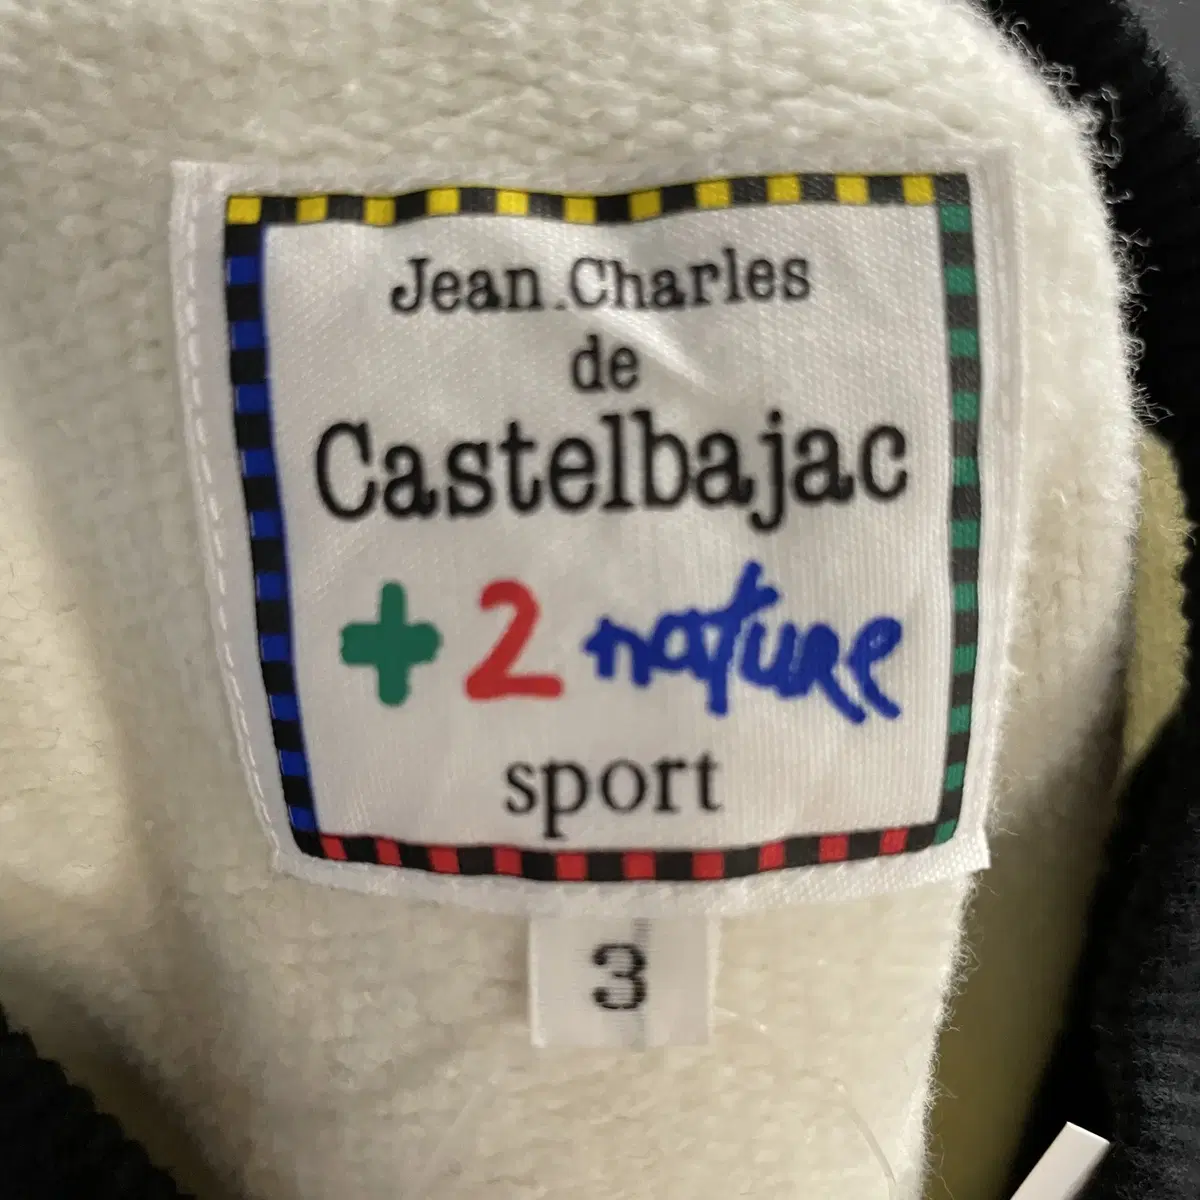 Jean.Charles
de
Castelbajac
+2 nature
sport
3